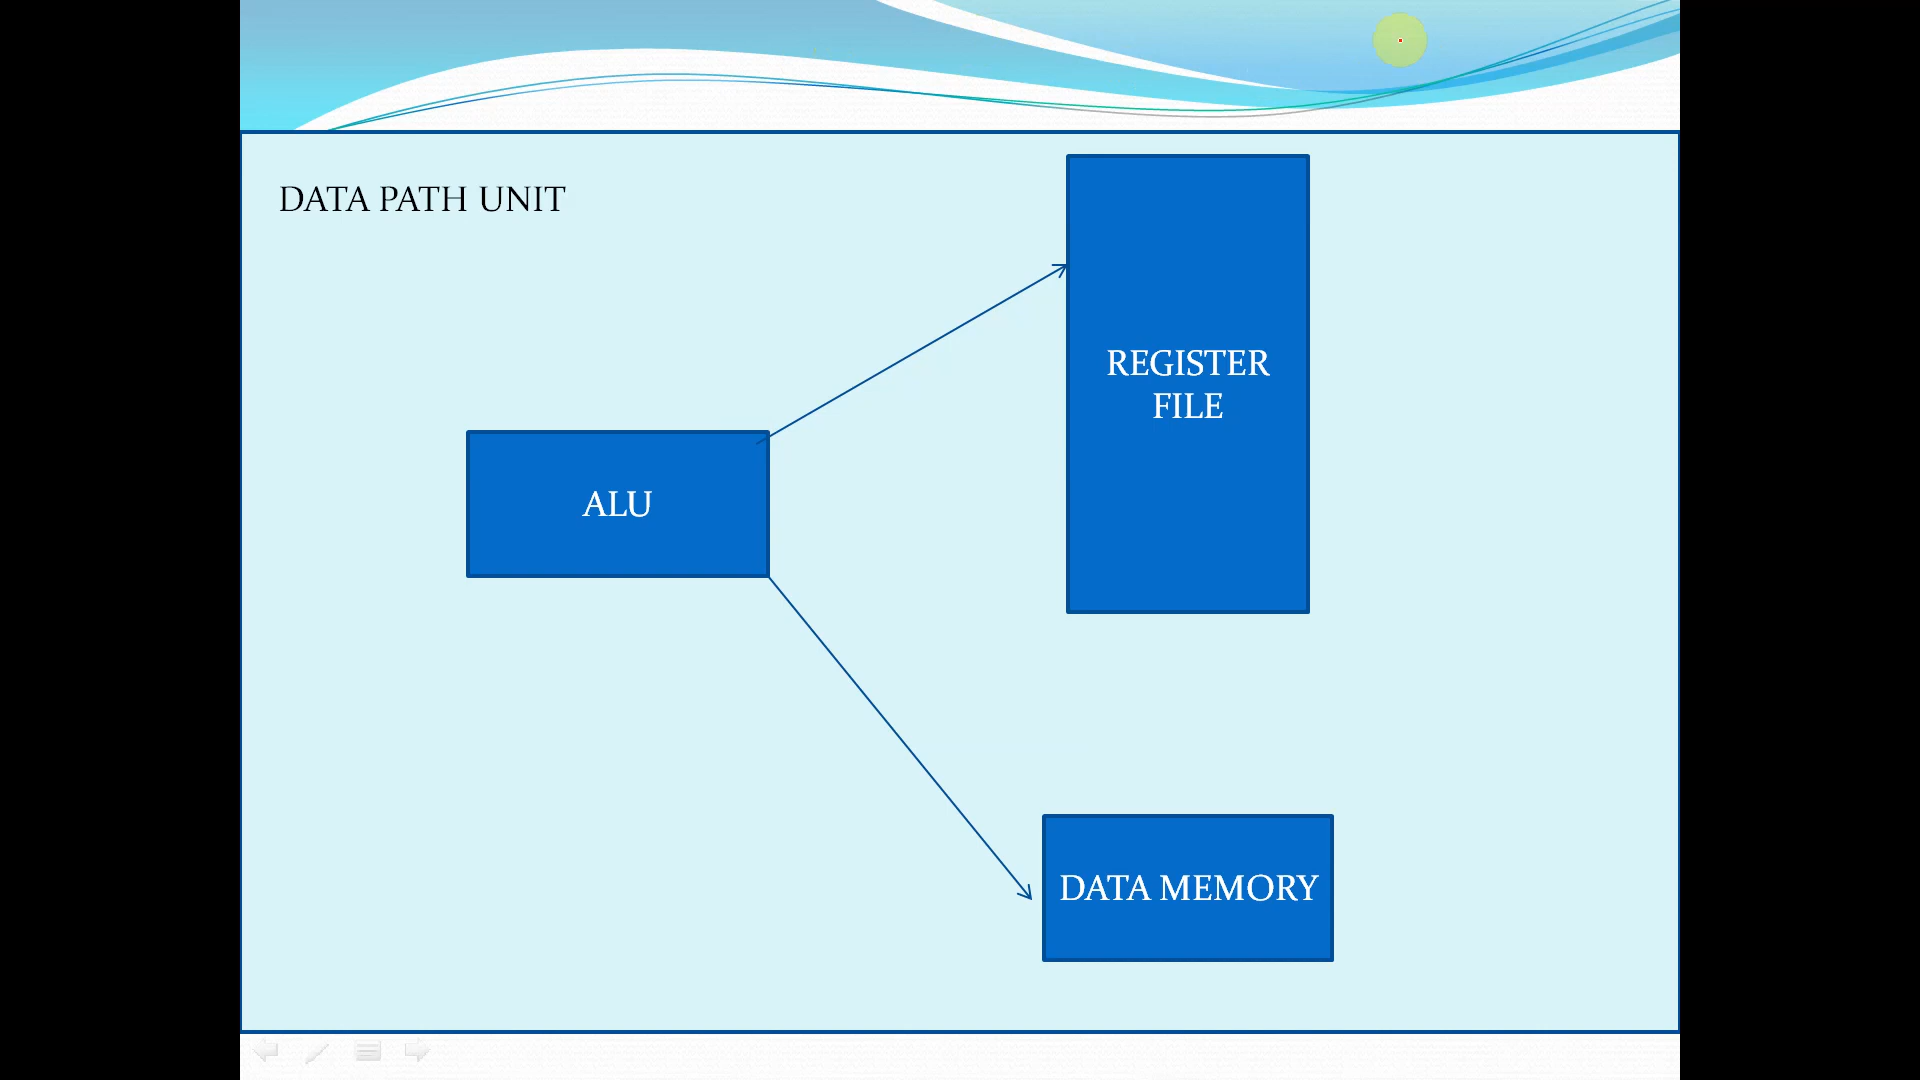 DATA PATH UNIT
REGISTER
FILE
ALU
DATA MEMORY